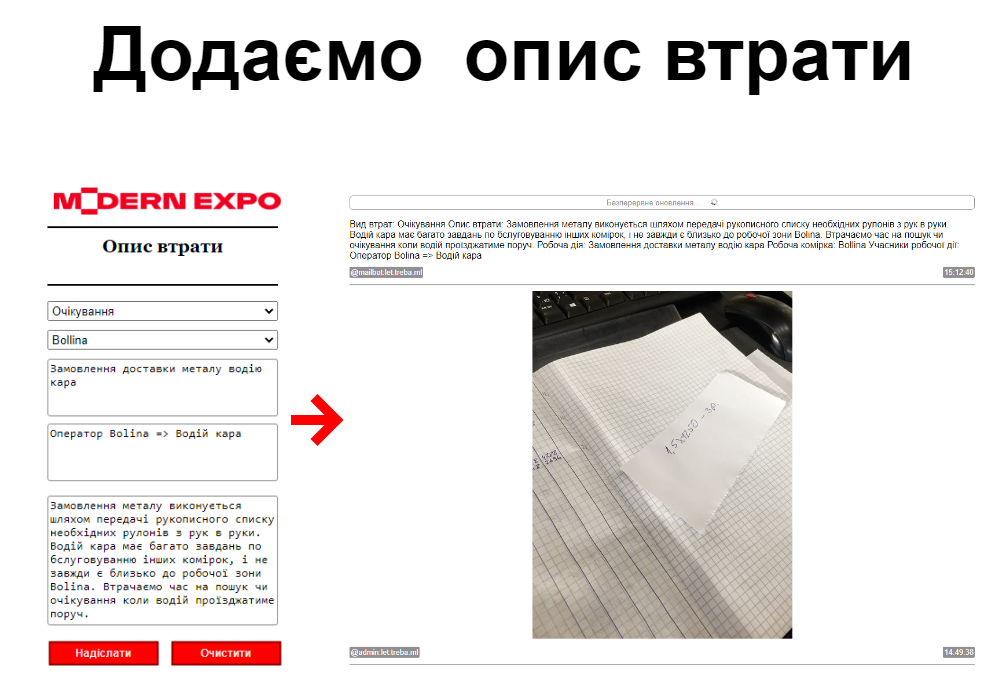 Додаємо опис втрати
MODERN EXPO
Опис втрати
Очікування
Bollina
Замовлення доставки металу водію
кара
Оператор Bolina => Водій кара
Замовлення металу виконується
шляхом передачі рукописного списку
необхідних рулонів з рук в руки.
Водій кара має багато завдань по
бслуговуванню інших комірок, і не
завжди є близько до робочої зони
Bolina. Втрачаємо час на пошук чи
очікування коли водій проїзджатиме
поруч.
Надіслати Очистити
Безперервне оновлення...
Вид втрат: Очікування Опис втрати: Замовлення металу виконується шляхом передачі рукописного списку необхідних рулонів з рук в руки.
Водій кара має багато завдань по бслуговуванню інших комірок, і не завжди є близько до робочої зони Bolina. Втрачаємо час на пошук чи
очікування коли водій проїзджатиме поруч. Робоча дія: Замовлення доставки металу водію кара Робоча комірка: Bollina Учасники робочої дії:
Оператор Bolina => Водій кара
@mailbot:let.treba.ml 15.12.40
1,5х1250 - 3р.
@admin:let.treba.ml 14.49.38